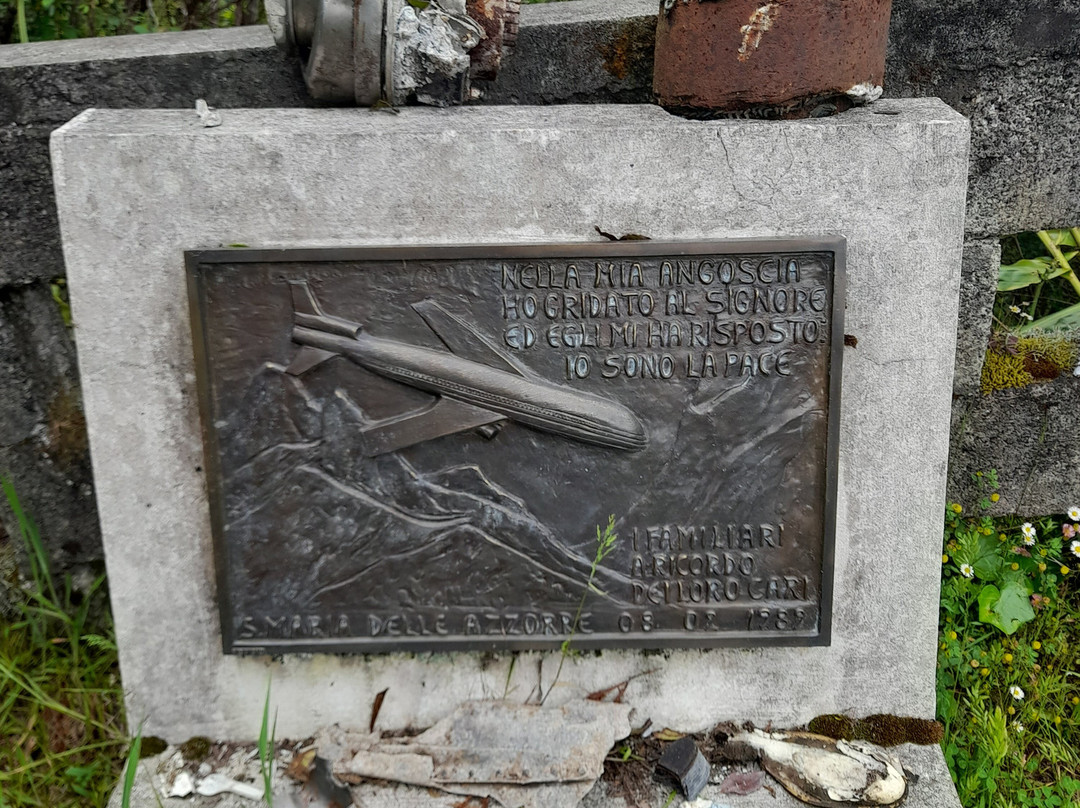 NELLA MIA ANGOSCIA
HO GRIDATO AL SIGNORE
ED EGLI MI HA RISPOSTO:
IO SONO LA PACE
I FAMILIARI
A RICORDO
DEI LORO CARI
S. MARIA DELLE AZZORRE 08. 02. 1989